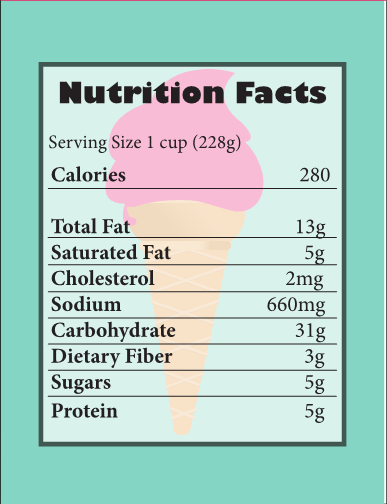 Nutrition Facts
Serving Size 1 cup (228g)
Calories 280
Total Fat 13g
Saturated Fat 5g
Cholesterol 2mg
Sodium 660mg
Carbohydrate 31g
Dietary Fiber 3g
Sugars 5g
Protein 5g